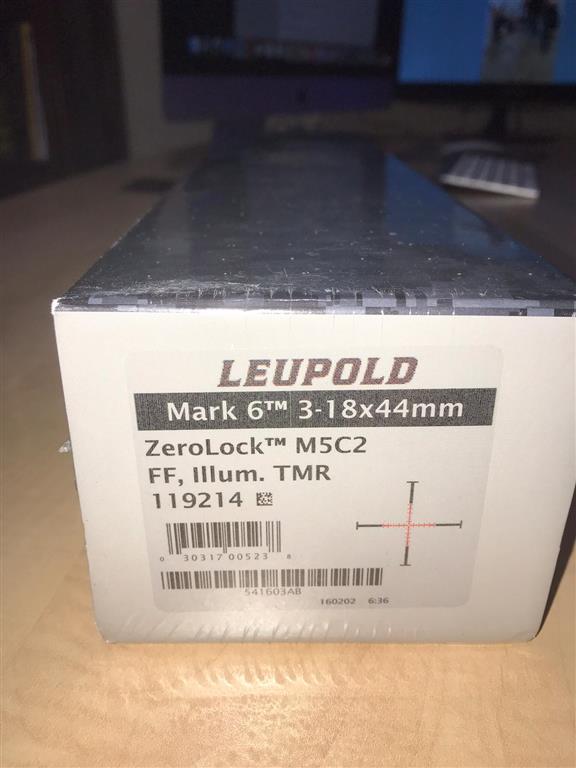 LEUPOLD
Mark 6™ 3-18x44mm
ZeroLock™ M5C2
FF, Illum. TMR
119214
0 30317 00523 8
541603AB
160202 6:36